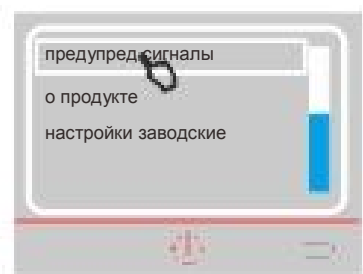 предупред.сигналы
о продукте
настройки заводские